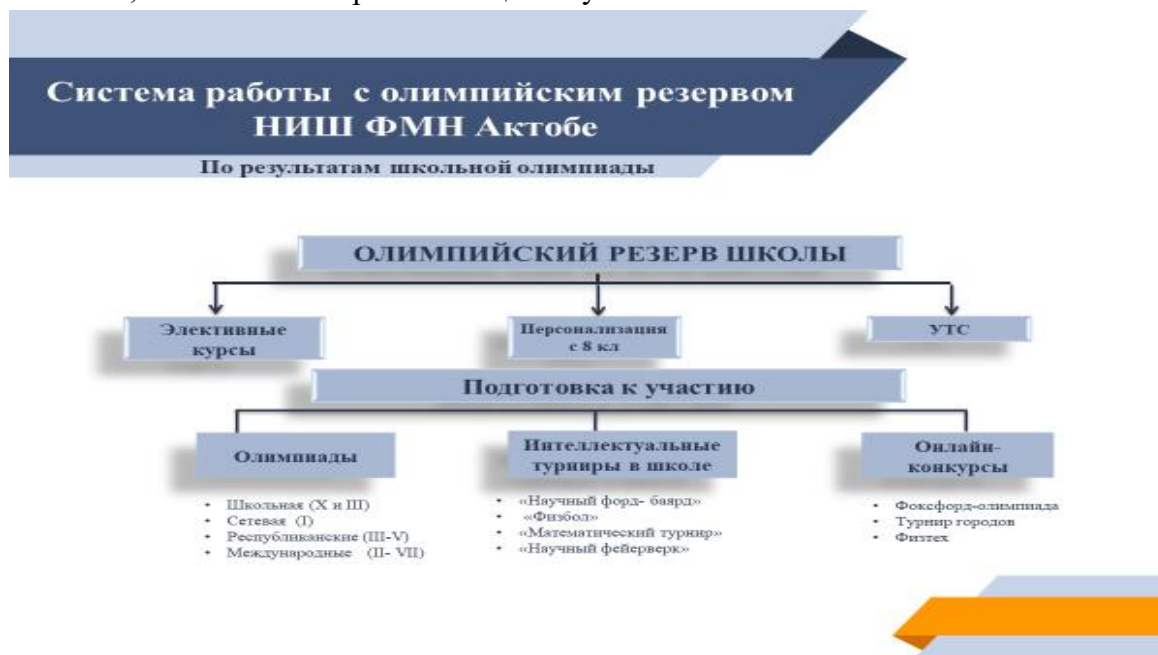 Система работы с олимпийским резервом
НИШ ФМН Актобе
По результатам школьной олимпиады
ОЛИМПИЙСКИЙ РЕЗЕРВ ШКОЛЫ
Элективные
курсы
Персонализация
с 8 кл
УТС
Подготовка к участию
Олимпиады
• Школьная (X и III)
• Сетевая (I)
• Республиканские (III-V)
• Международные (II- VII)
Интеллектуальные
турниры в школе
• «Научный форд- баярд»
• «Физбол»
• «Математический турнир»
• «Научный фейерверк»
Онлайн-
конкурсы
• Фоксфорд-олимпиада
• Турнир городов
• Физтех